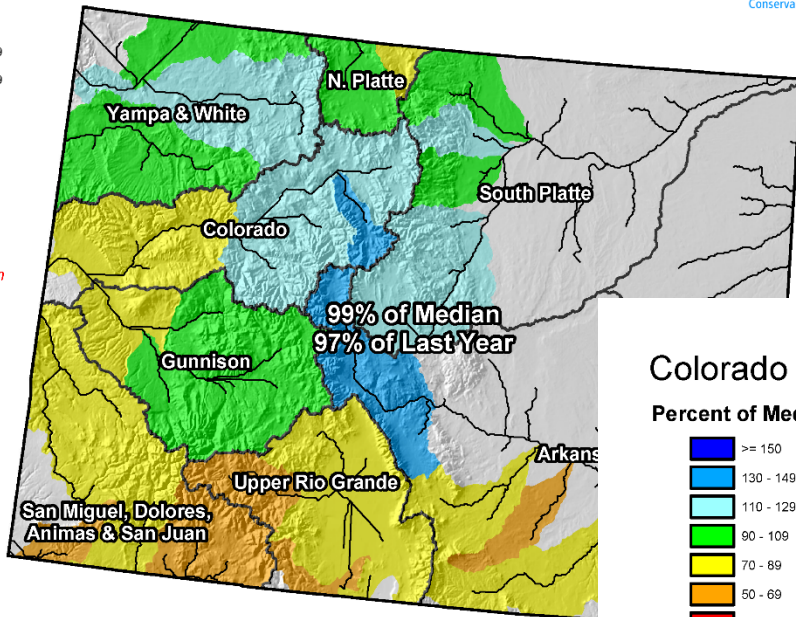 Conserva
N. Platte
Yampa & White
South Platte
Colorado
99% of Median
97% of Last Year
Gunnison
Colorado
Percent of Med
>= 150
130 - 149
110 - 129
90 - 109
70 - 89
50 - 69
Arkans
Upper Rio Grande
San Miguel, Dolores,
Animas & San Juan